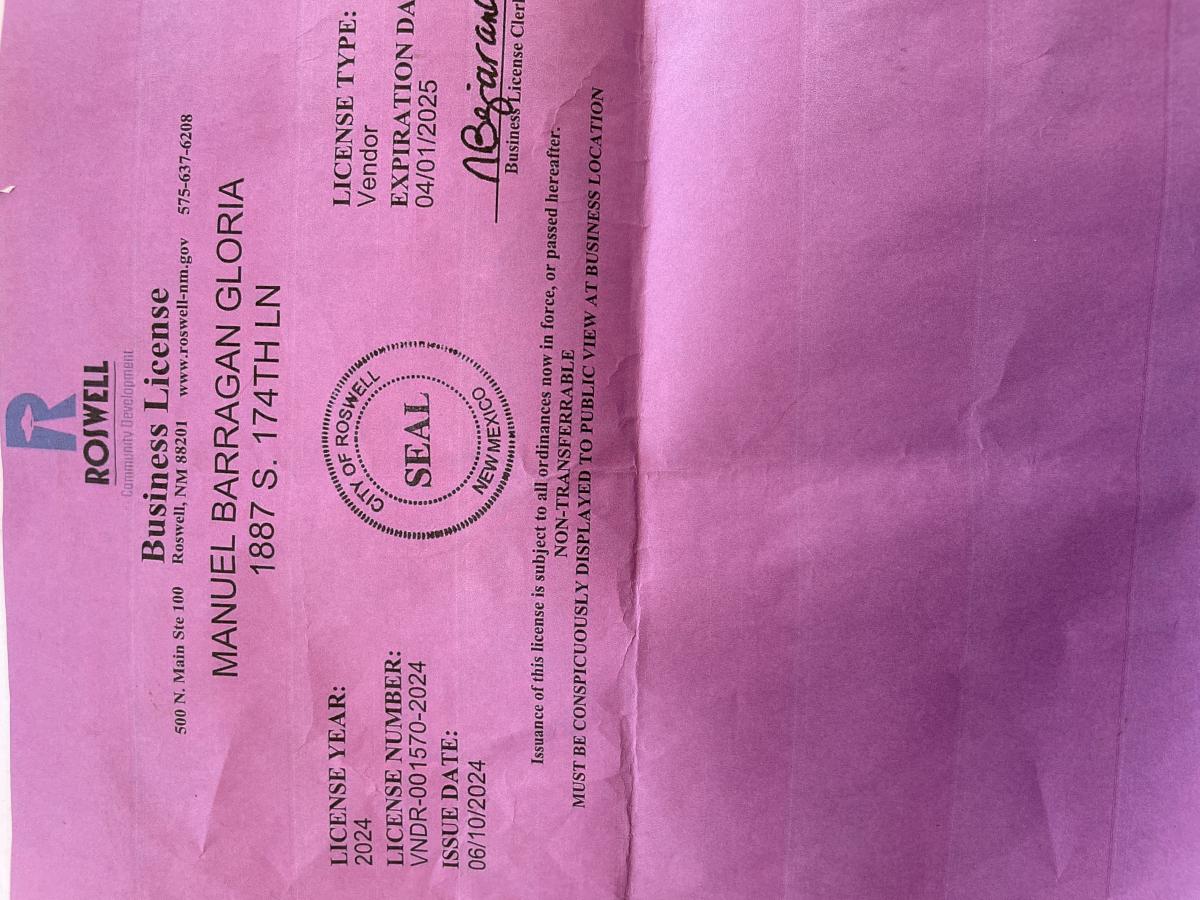 ROSWELL
Community Development
Business License
500 N. Main Ste 100 Roswell, NM 88201 www.roswell-nm.gov 575-637-6208
MANUEL BARRAGAN GLORIA
1887 S. 174TH LN
LICENSE YEAR:
2024
LICENSE NUMBER:
VNDR-001570-2024
ISSUE DATE:
06/10/2024
CITY OF ROSWELL
SEAL
NEW MEXICO
LICENSE TYPE:
Vendor
EXPIRATION DA
04/01/2025
Business License Cler
Issuance of this license is subject to all ordinances now in force, or passed hereafter.
NON-TRANSFERRABLE
MUST BE CONSPICUOUSLY DISPLAYED TO PUBLIC VIEW AT BUSINESS LOCATION